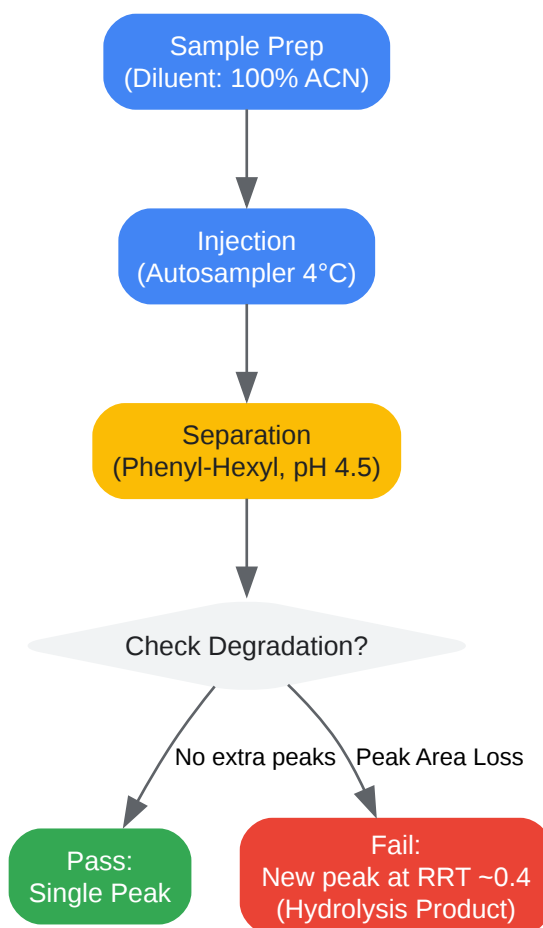 Sample Prep
(Diluent: 100% ACN)
Injection
(Autosampler 4°C)
Separation
(Phenyl-Hexyl, pH 4.5)
Check Degradation?
No extra peaks
Peak Area Loss
Pass:
Single Peak
Fail:
New peak at RRT ~0.4
(Hydrolysis Product)